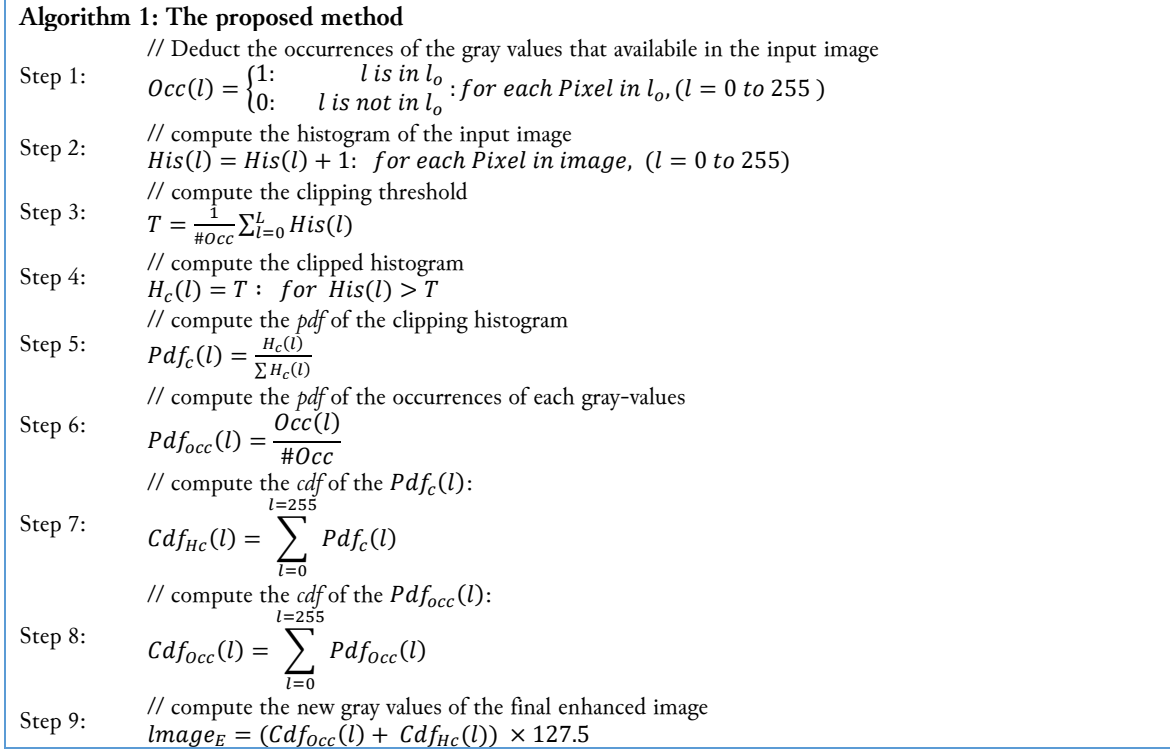 Algorithm 1: The proposed method
// Deduct the occurrences of the gray values that availabile in the input image
Step 1: Occ(l) = {1: l is in l_o
0: l is not in l_o : for each Pixel in l_o, (l = 0 to 255 )
// compute the histogram of the input image
Step 2: His(l) = His(l) + 1: for each Pixel in image, (l = 0 to 255)
// compute the clipping threshold
Step 3: T = 1/#Occ ∑_{l=0}^{L} His(l)
// compute the clipped histogram
Step 4: H_c(l) = T : for His(l) > T
// compute the pdf of the clipping histogram
Step 5: Pdf_c(l) = H_c(l)/∑ H_c(l)
// compute the pdf of the occurrences of each gray-values
Step 6: Pdf_occ(l) = Occ(l)/#Occ
// compute the cdf of the Pdf_c(l):
Step 7: Cdf_Hc(l) = ∑_{l=0}^{l=255} Pdf_c(l)
// compute the cdf of the Pdf_occ(l):
Step 8: Cdf_Occ(l) = ∑_{l=0}^{l=255} Pdf_Occ(l)
// compute the new gray values of the final enhanced image
Step 9: lmage_E = (Cdf_Occ(l) + Cdf_Hc(l)) × 127.5